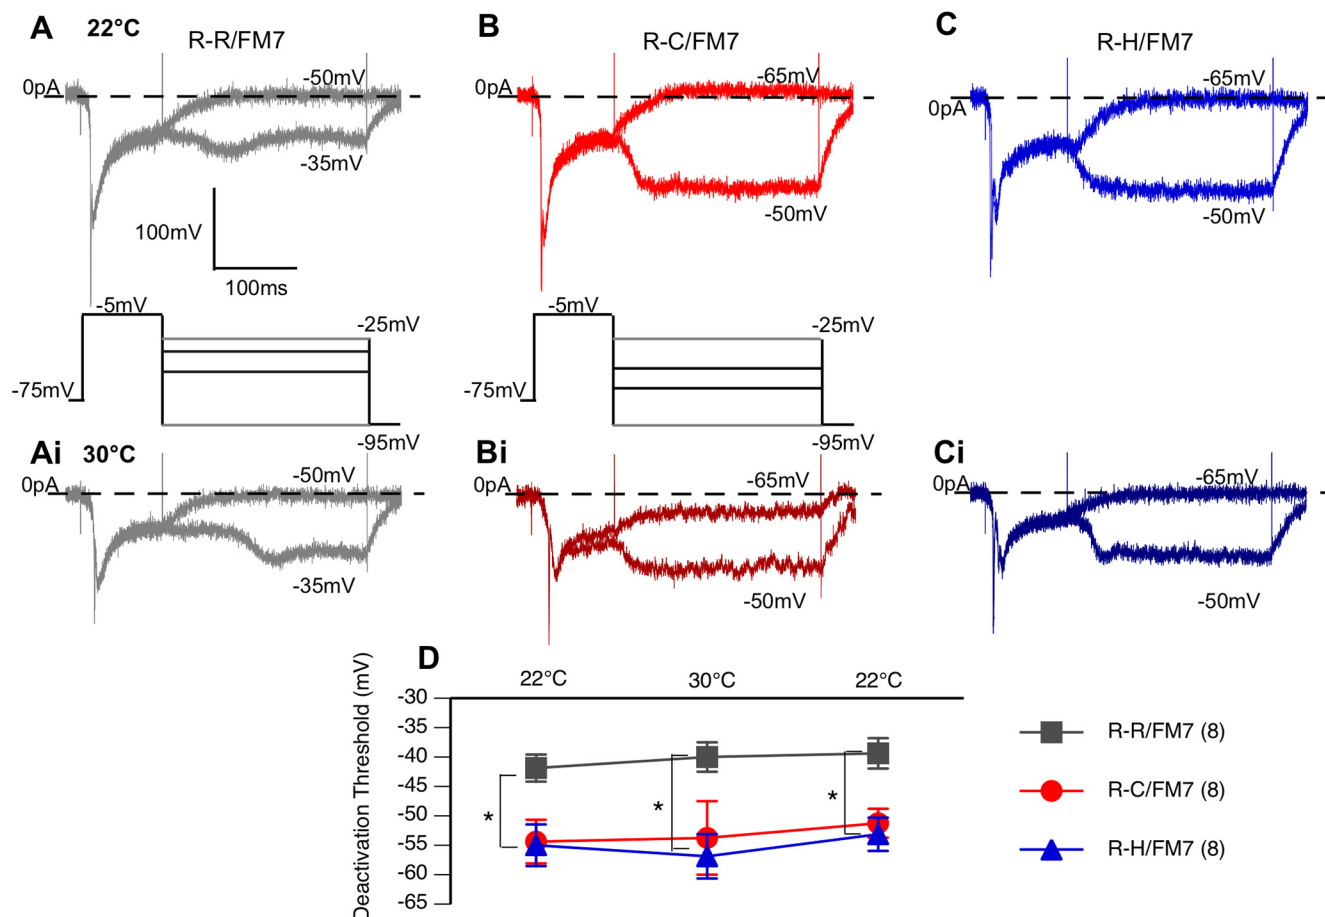 A 22°C
R-R/FM7
0pA
-50mV
-35mV
100mV
100ms
-5mV
-25mV
-75mV
-95mV
B
R-C/FM7
-65mV
0pA
-50mV
-5mV
-25mV
-75mV
-95mV
C
R-H/FM7
-65mV
0pA
-50mV
Ai 30°C
-50mV
0pA
-35mV
Bi
-65mV
0pA
-50mV
Ci
-65mV
0pA
-50mV
D
22°C 30°C 22°C
Deactivation Threshold (mV)
-30
-35
-40
-45
-50
-55
-60
-65
* * *
R-R/FM7 (8)
R-C/FM7 (8)
R-H/FM7 (8)